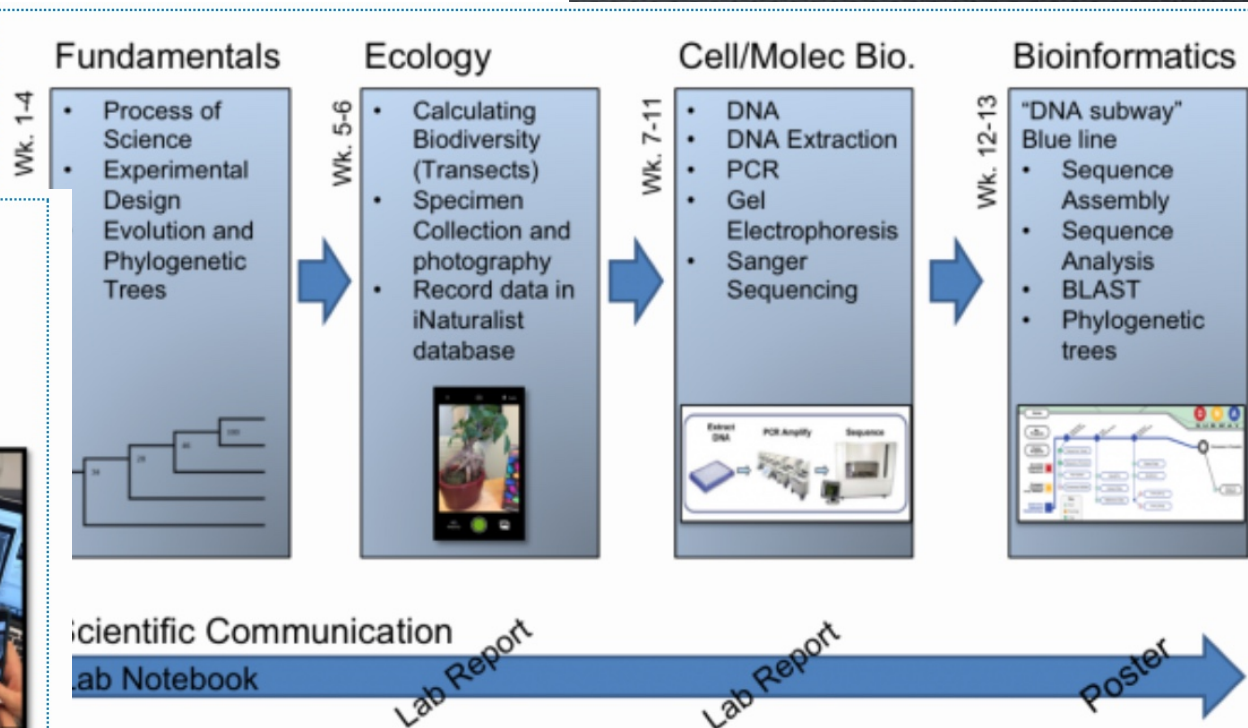 Fundamentals
Wk. 1-4
• Process of
Science
• Experimental
Design
Evolution and
Phylogenetic
Trees
Ecology
Wk. 5-6
• Calculating
Biodiversity
(Transects)
• Specimen
Collection and
photography
• Record data in
iNaturalist
database
Cell/Molec Bio.
Wk. 7-11
• DNA
• DNA Extraction
• PCR
• Gel
Electrophoresis
• Sanger
Sequencing
Extract
DNA
PCR Amplify
Sequence
Bioinformatics
Wk. 12-13
“DNA subway”
Blue line
• Sequence
Assembly
• Sequence
Analysis
• BLAST
• Phylogenetic
trees
DNA
SUBWAY
cientific Communication
ab Notebook
Lab Report
Lab Report
Poster